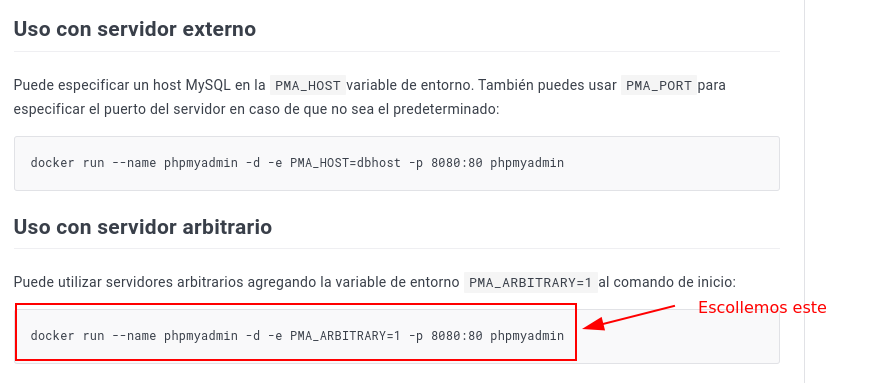 Uso con servidor externo
Puede especificar un host MySQL en la PMA_HOST variable de entorno. También puedes usar PMA_PORT para
especificar el puerto del servidor en caso de que no sea el predeterminado:
docker run --name phpmyadmin -d -e PMA_HOST=dbhost -p 8080:80 phpmyadmin
Uso con servidor arbitrario
Puede utilizar servidores arbitrarios agregando la variable de entorno PMA_ARBITRARY=1 al comando de inicio:
Escollemos este
docker run --name phpmyadmin -d -e PMA_ARBITRARY=1 -p 8080:80 phpmyadmin